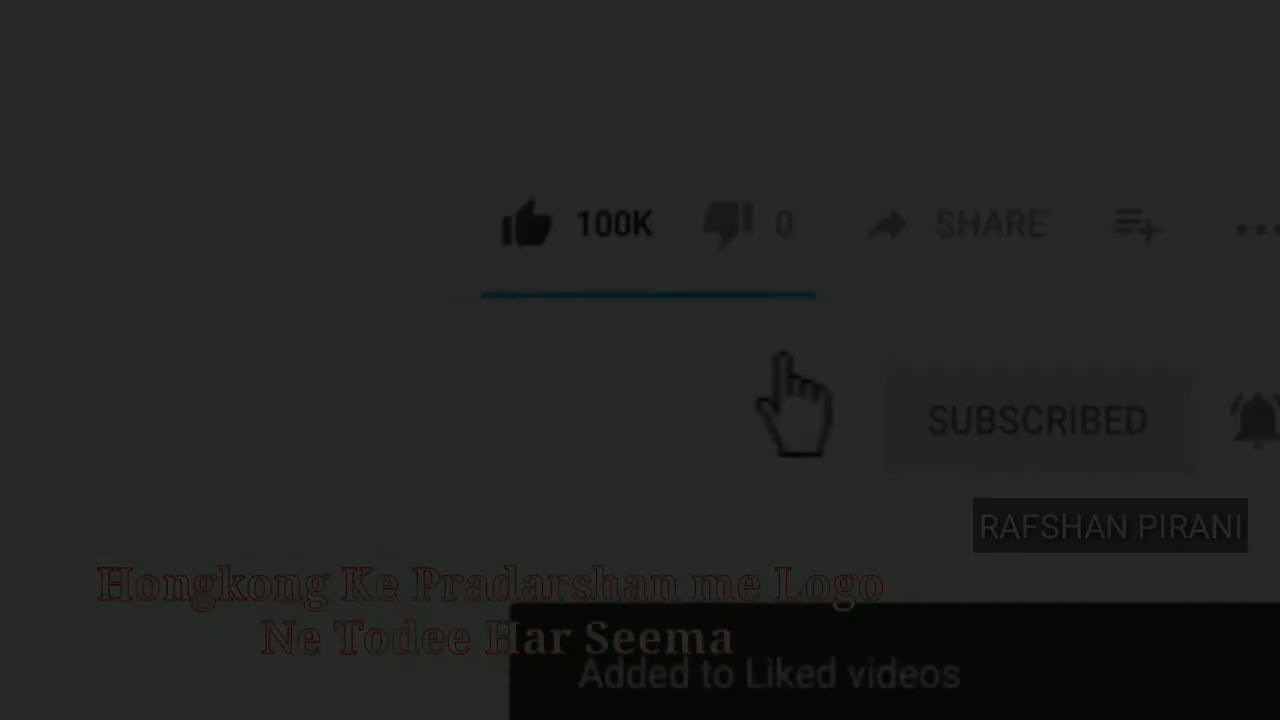 100K 0 SHARE
SUBSCRIBED
RAFSHAN PIRANI
Hongkong Ke Pradarshan me Logo
Ne Todee Har Seema
Added to Liked videos